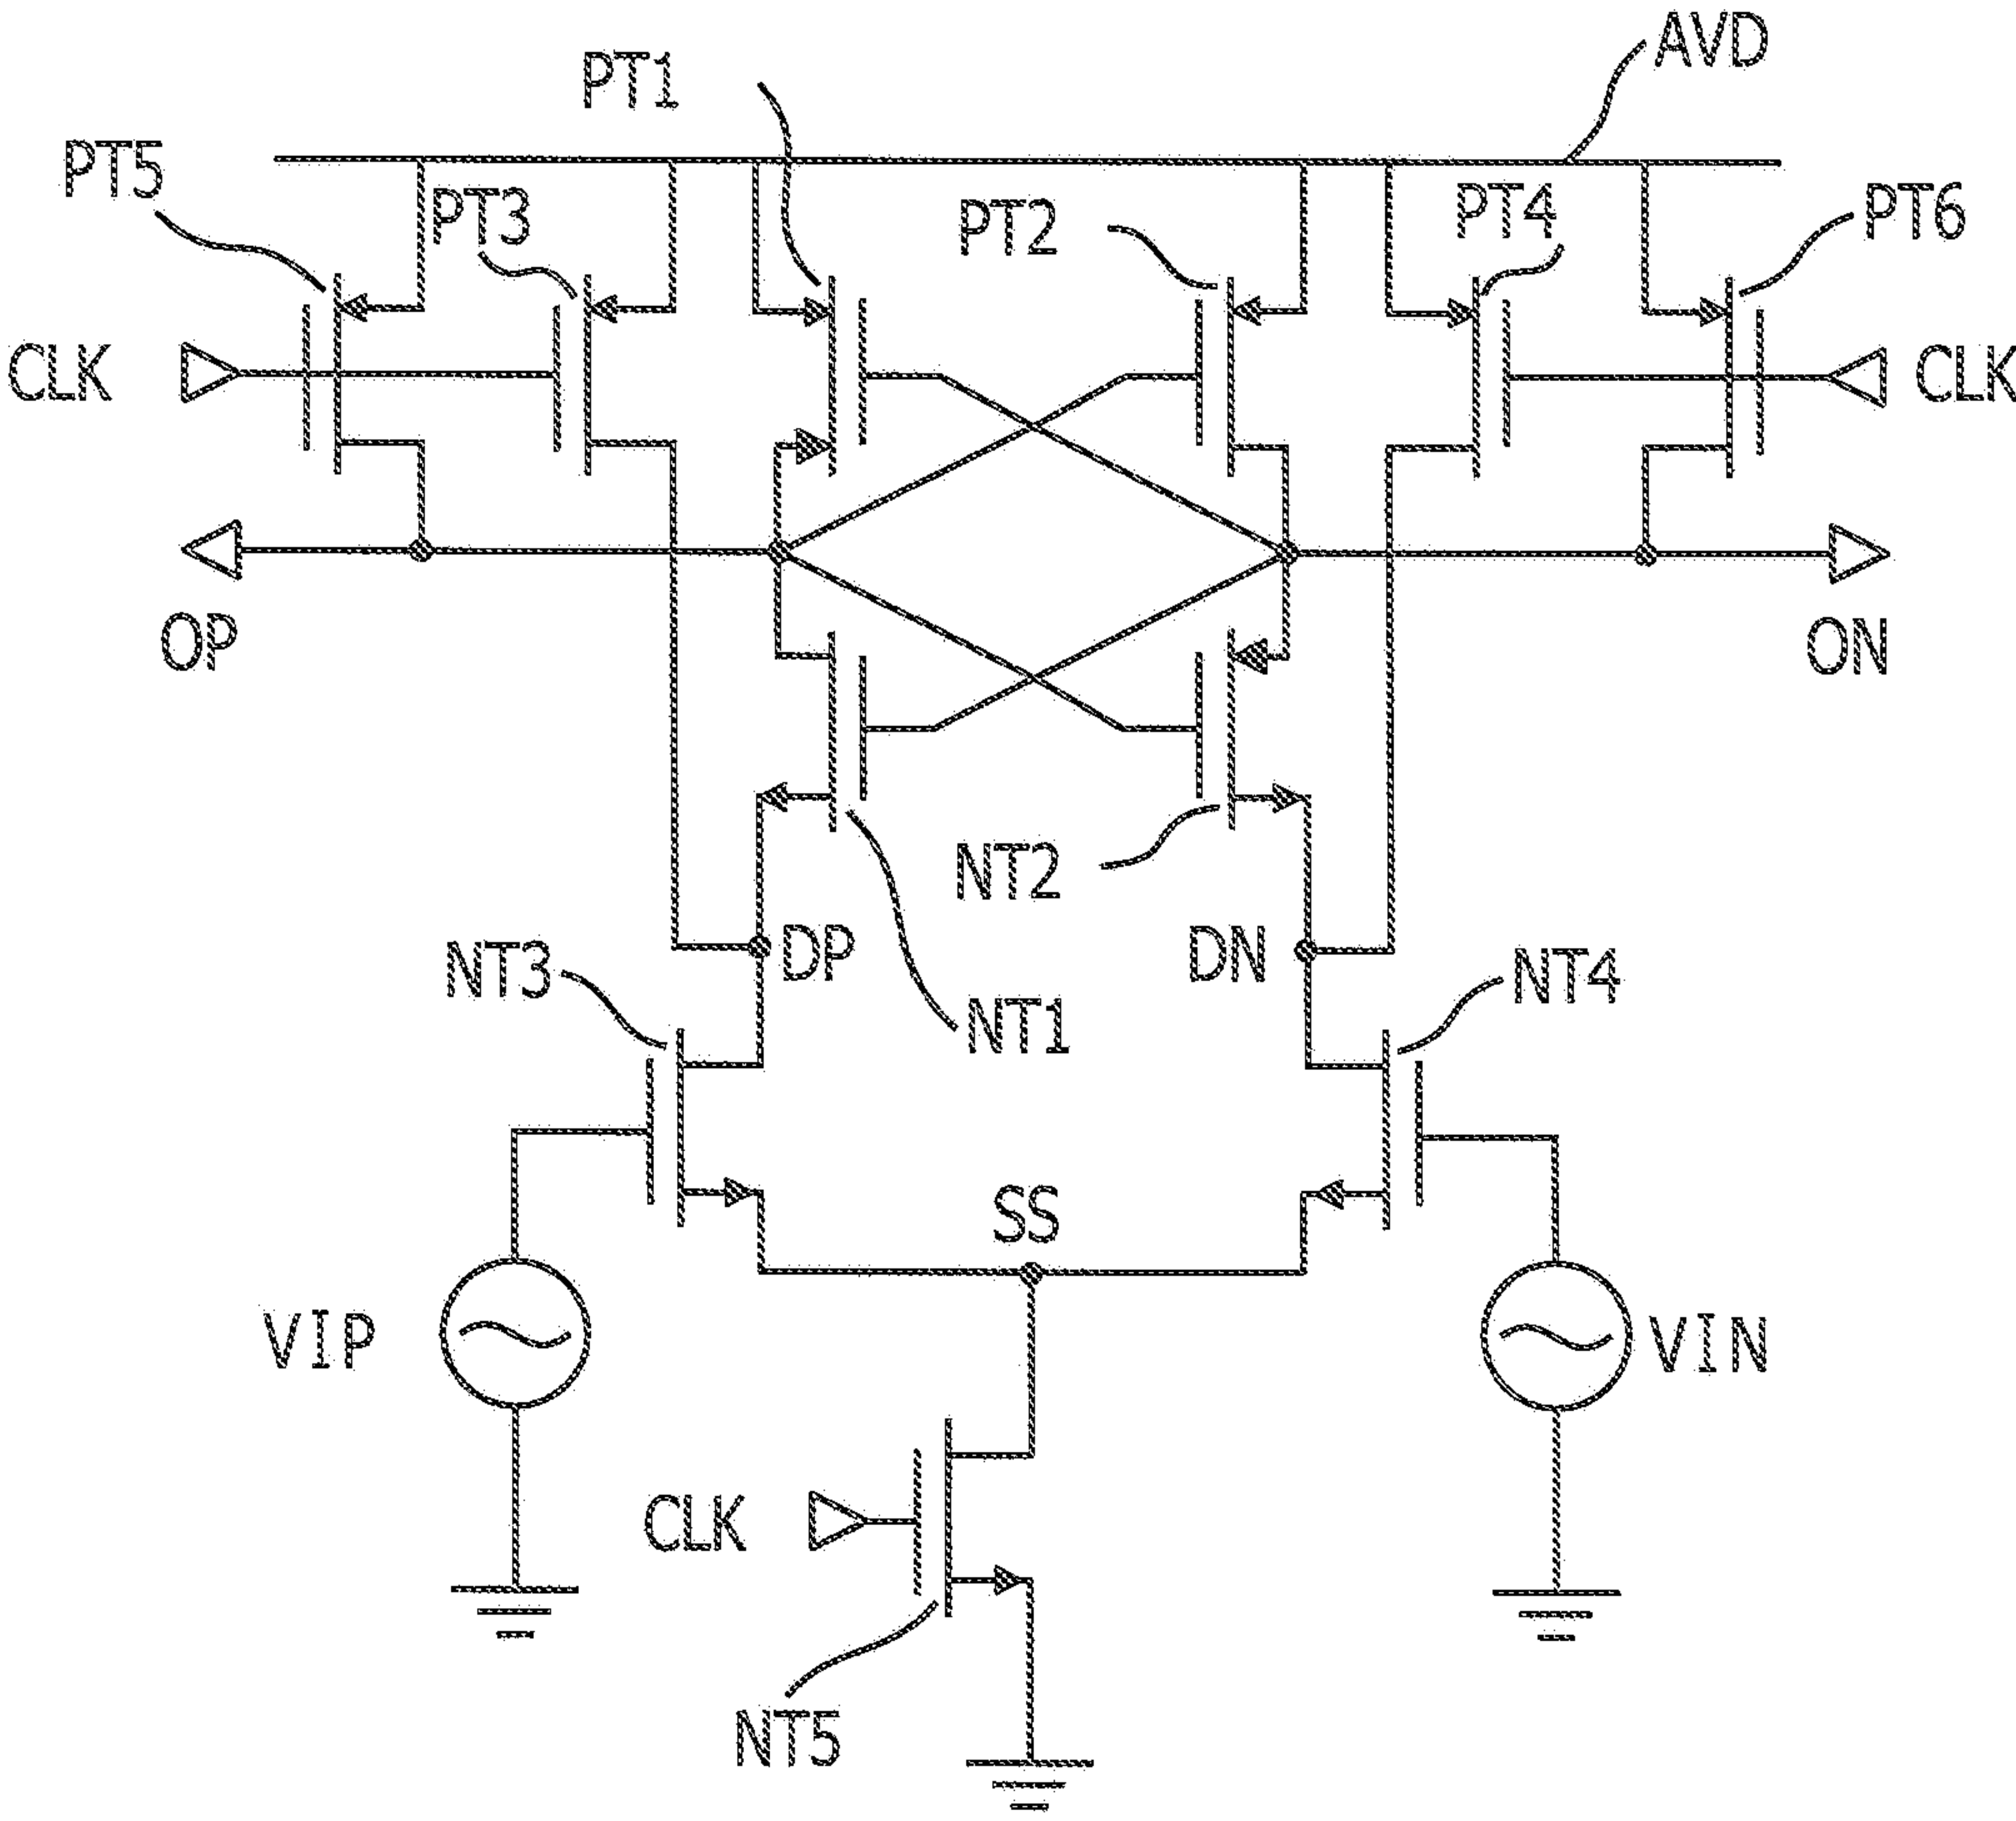 AVD
PT1
PT5
PT3
PT2
PT4
PT6
CLK
CLK
OP
ON
NT2
DP
DN
NT3
NT4
NT1
SS
VIP
VIN
CLK
NT5